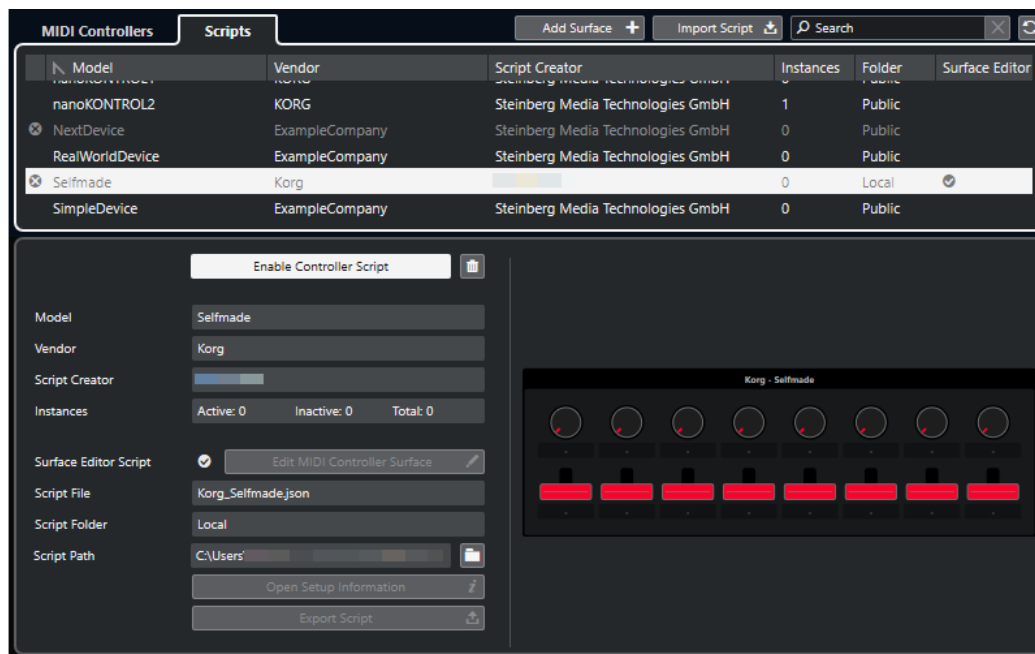 MIDI Controllers Scripts Add Surface Import Script Search
Model Vendor Script Creator Instances Folder Surface Editor
nanoKONTROL2 KORG Steinberg Media Technologies GmbH 1 Public
NextDevice ExampleCompany Steinberg Media Technologies GmbH 0 Public
RealWorldDevice ExampleCompany Steinberg Media Technologies GmbH 0 Public
Selfmade Korg 0 Local
SimpleDevice ExampleCompany Steinberg Media Technologies GmbH 0 Public
Enable Controller Script
Model Selfmade
Vendor Korg
Script Creator
Instances Active: 0 Inactive: 0 Total: 0
Surface Editor Script Edit MIDI Controller Surface
Script File Korg_Selfmade.json
Script Folder Local
Script Path C:\Users\
Open Setup Information
Export Script
Korg - Selfmade